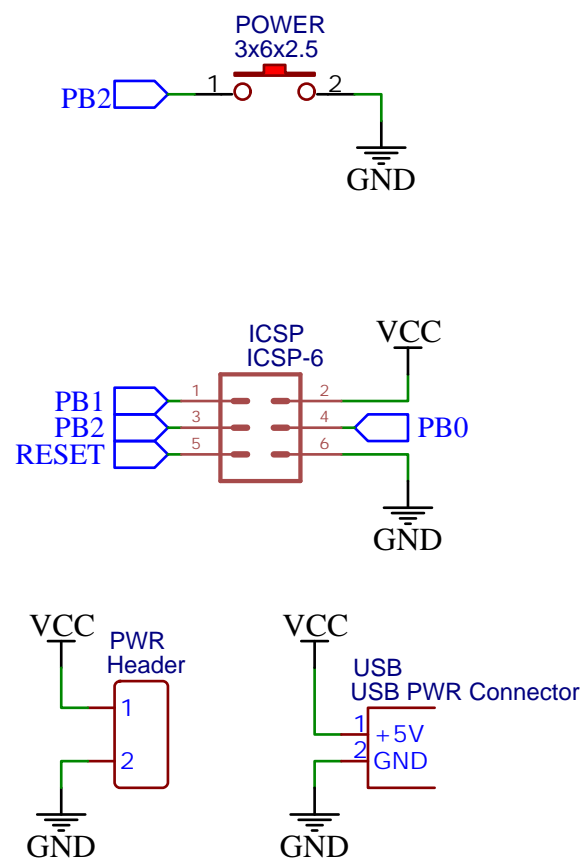 POWER
3x6x2.5
PB2 1 2
GND
ICSP
ICSP-6
VCC
PB1 1 2
PB2 3 4 PB0
RESET 5 6
GND
VCC
PWR
Header
1
2
GND
VCC
USB
USB PWR Connector
1 +5V
2 GND
GND